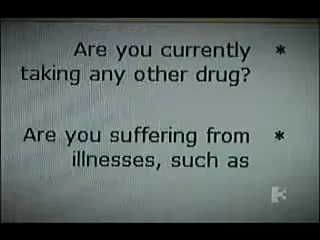 Are you currently *
taking any other drug?
Are you suffering from *
illnesses, such as